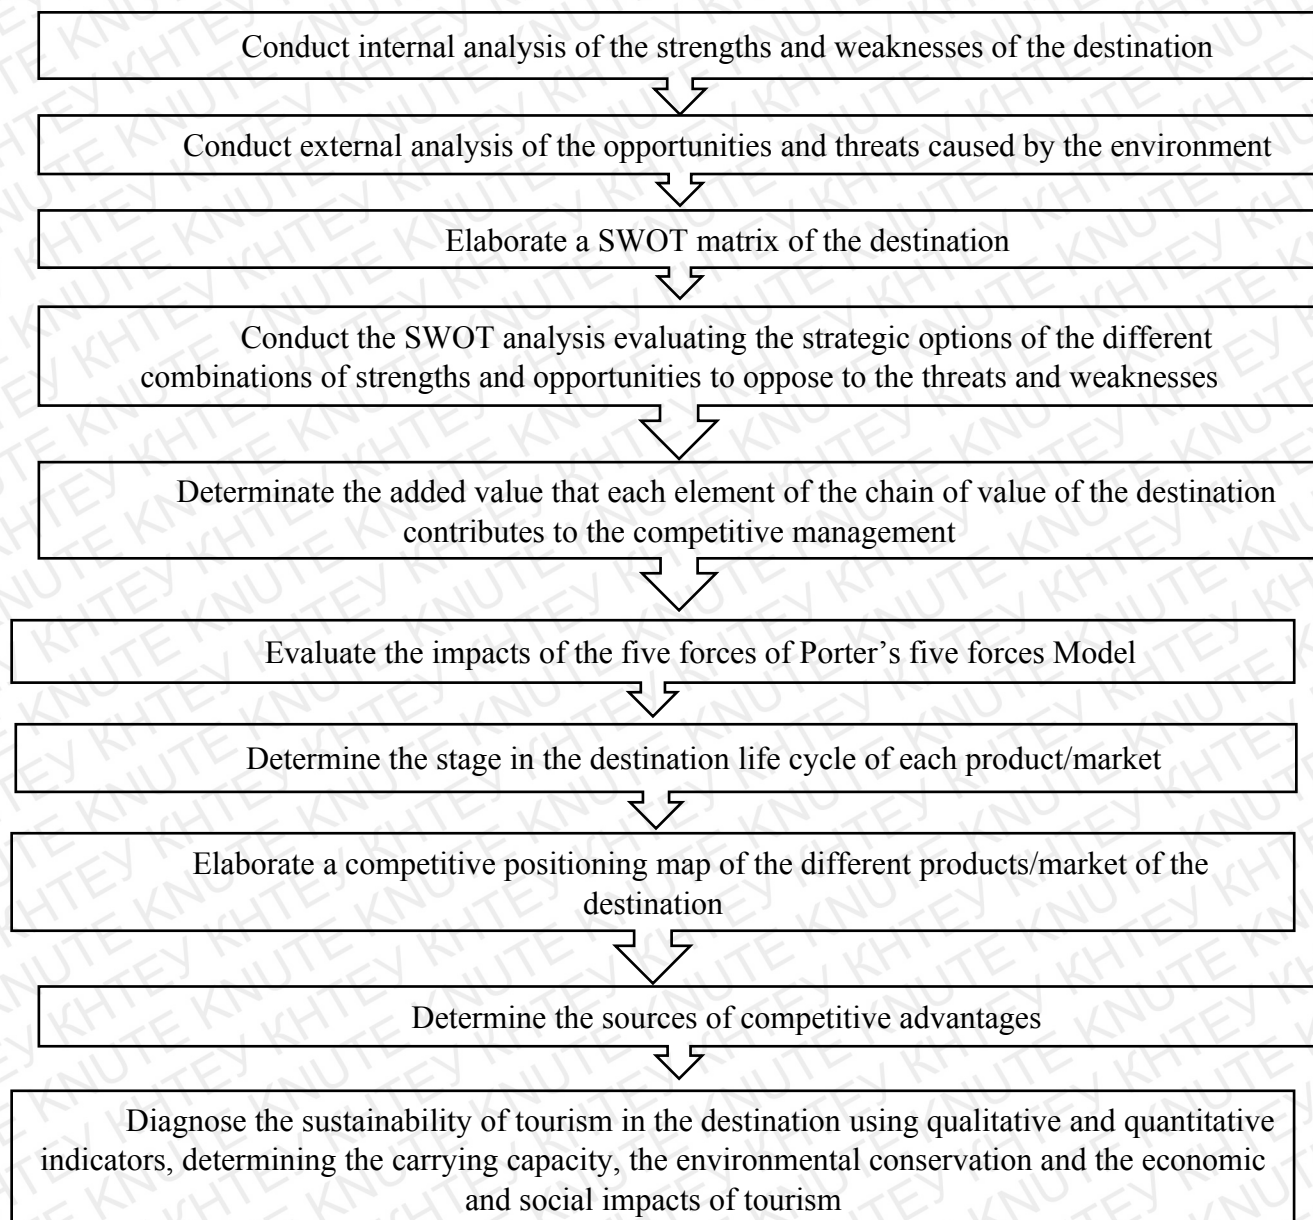 Conduct internal analysis of the strengths and weaknesses of the destination
Conduct external analysis of the opportunities and threats caused by the environment
Elaborate a SWOT matrix of the destination
Conduct the SWOT analysis evaluating the strategic options of the different
combinations of strengths and opportunities to oppose to the threats and weaknesses
Determinate the added value that each element of the chain of value of the destination
contributes to the competitive management
Evaluate the impacts of the five forces of Porter’s five forces Model
Determine the stage in the destination life cycle of each product/market
Elaborate a competitive positioning map of the different products/market of the
destination
Determine the sources of competitive advantages
Diagnose the sustainability of tourism in the destination using qualitative and quantitative
indicators, determining the carrying capacity, the environmental conservation and the economic
and social impacts of tourism